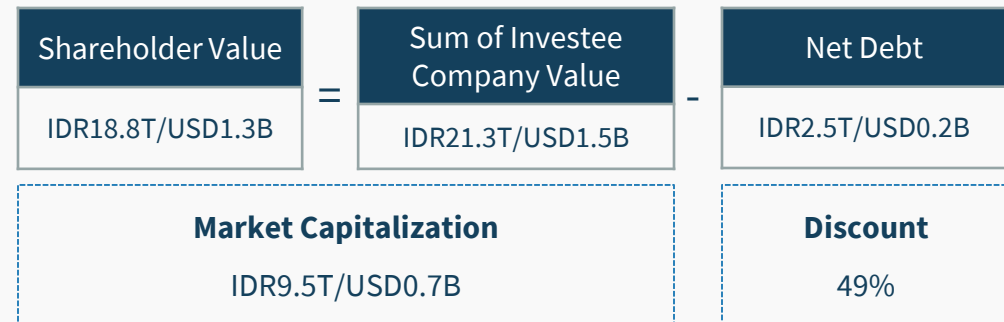 Shareholder Value
IDR18.8T/USD1.3B
=
Sum of Investee
Company Value
IDR21.3T/USD1.5B
-
Net Debt
IDR2.5T/USD0.2B
Market Capitalization
IDR9.5T/USD0.7B
Discount
49%